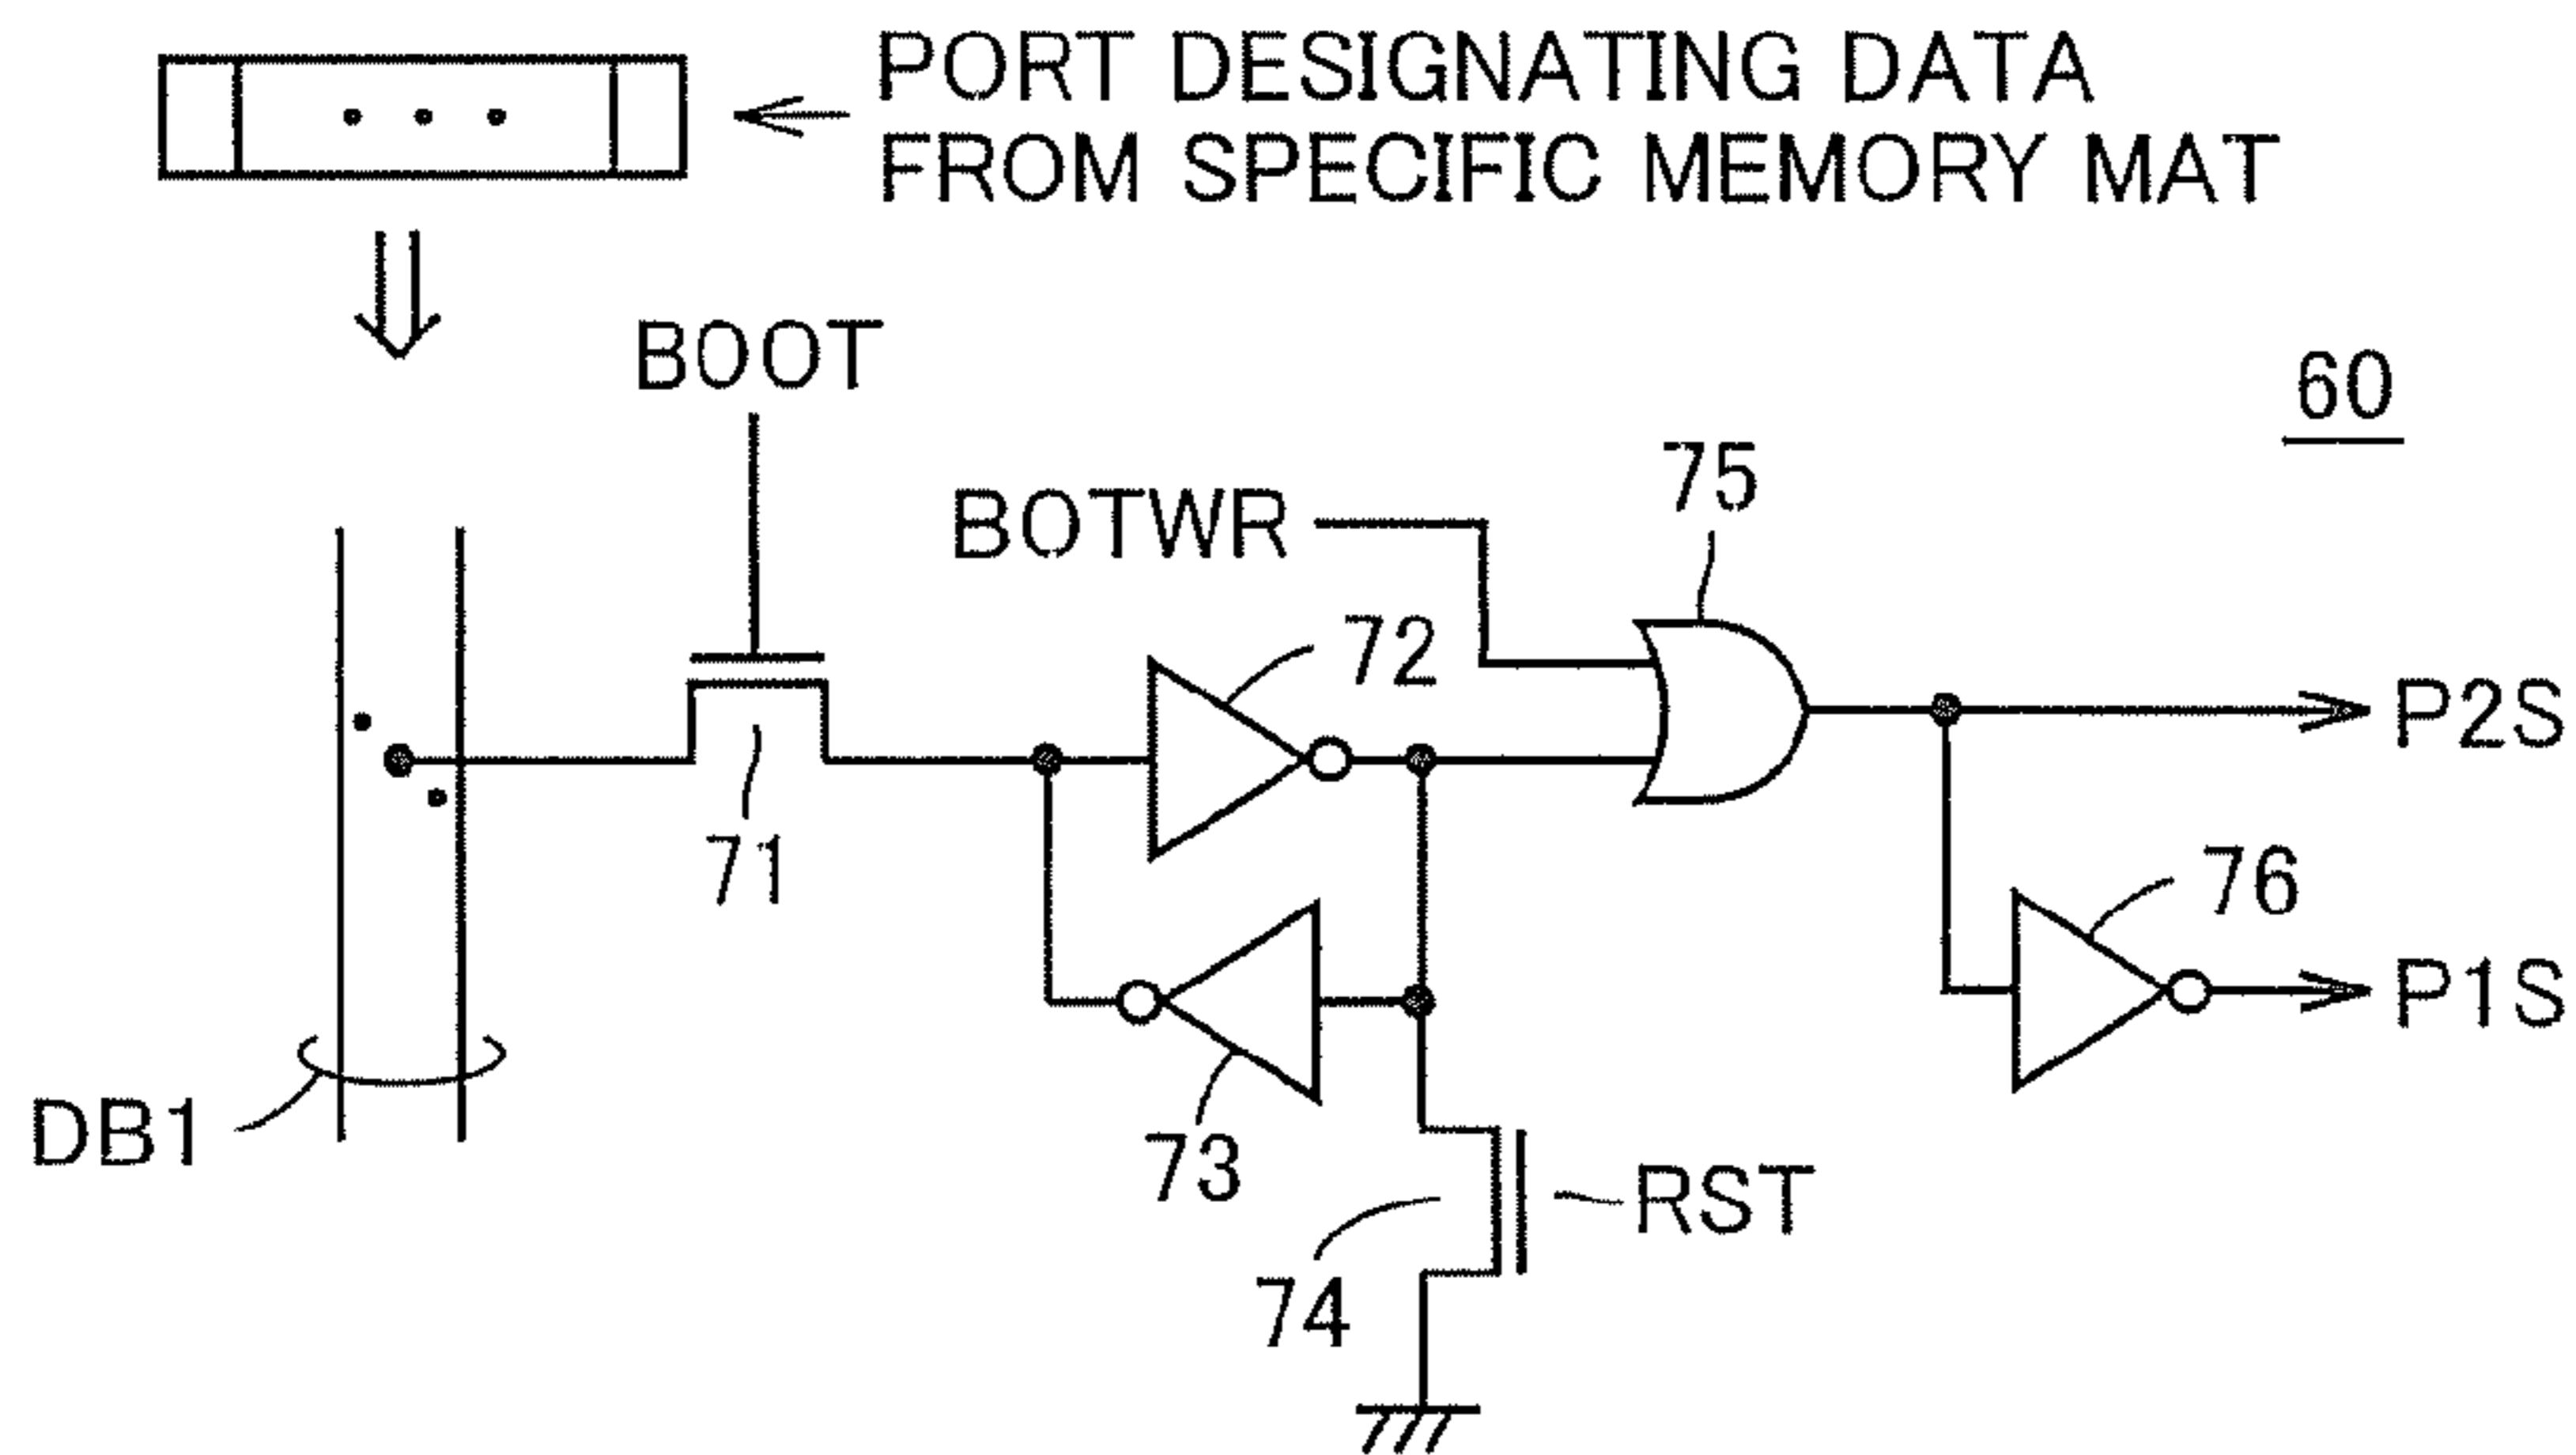 PORT DESIGNATING DATA
FROM SPECIFIC MEMORY MAT
BOOT
60
75
BOTWR
72
P2S
71
76
P1S
DB1
73
RST
74